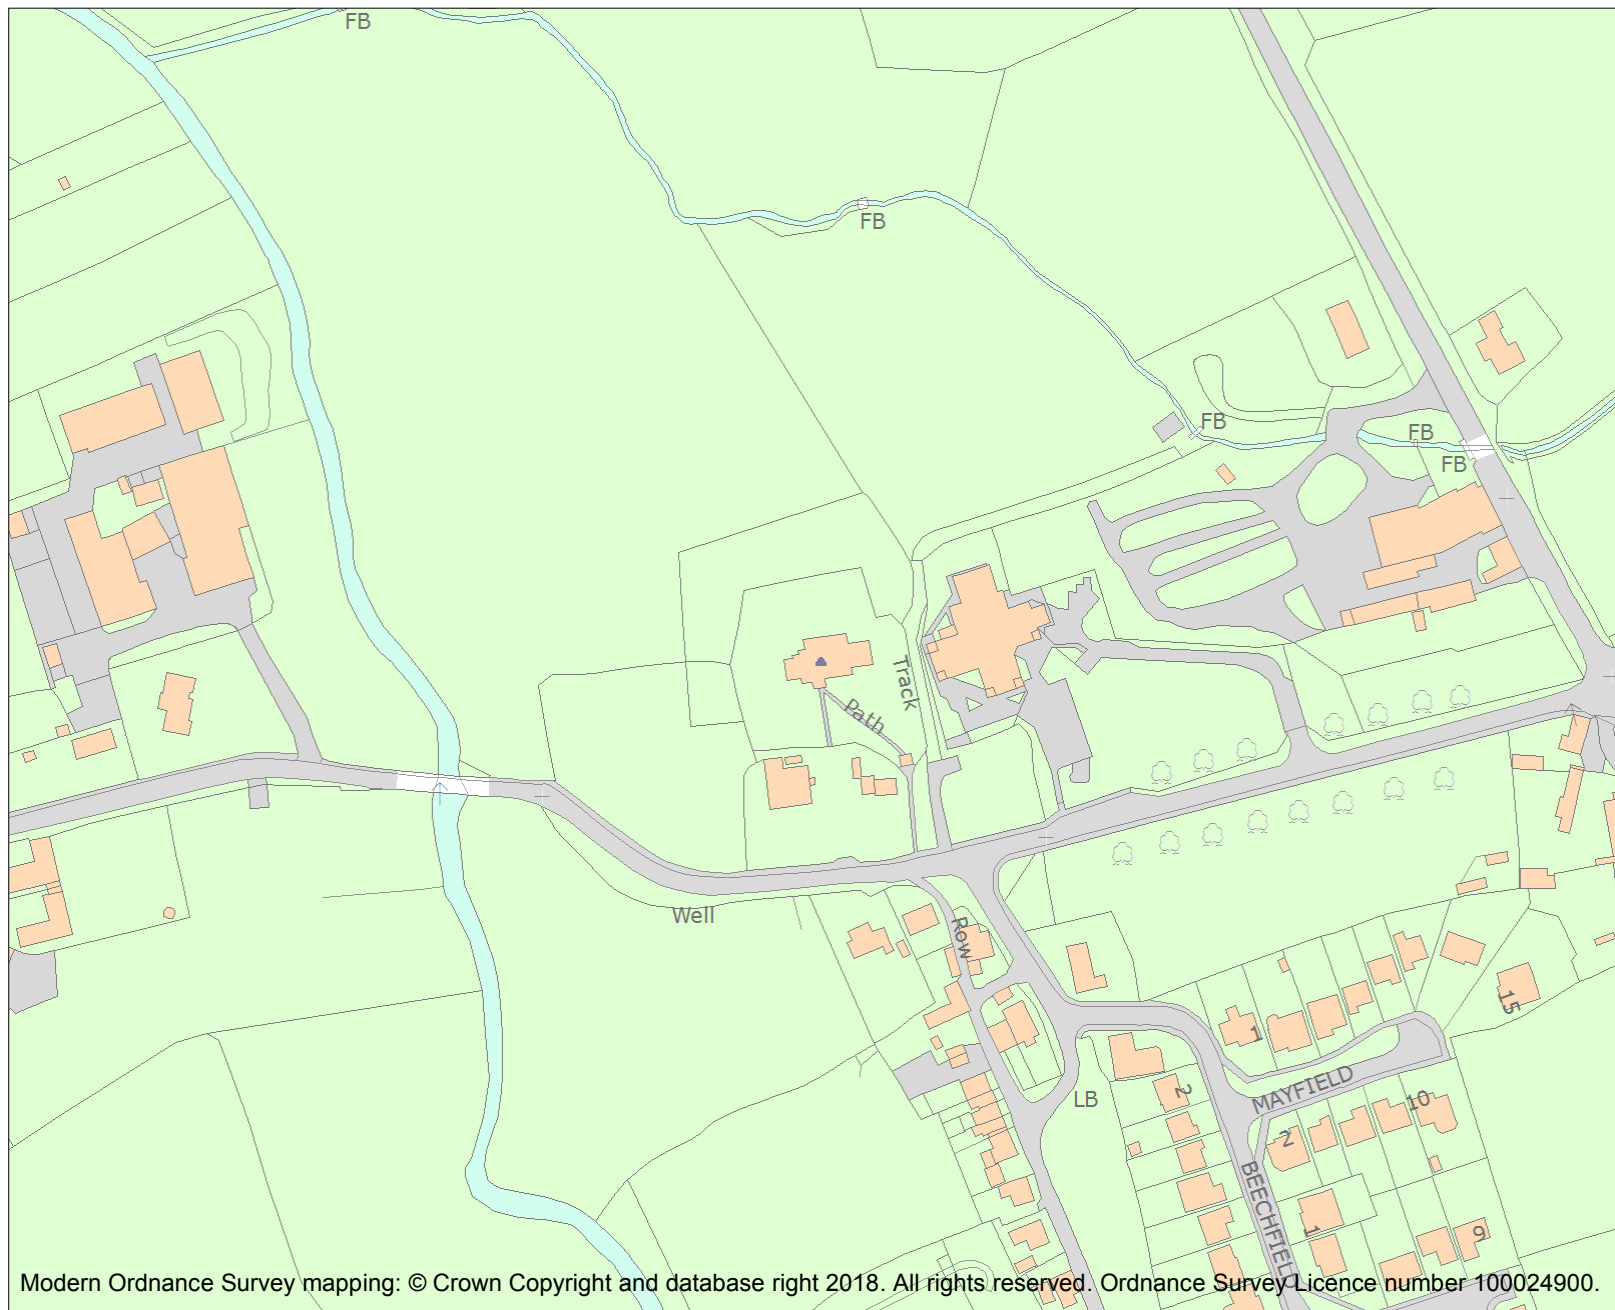 FB
FB
FB
FB
FB
Track
Path
Well
Row
15
1
MAYFIELD
LB
2
10
2
BEECHFIELD
1
9
Modern Ordnance Survey mapping: © Crown Copyright and database right 2018. All rights reserved. Ordnance Survey Licence number 100024900.